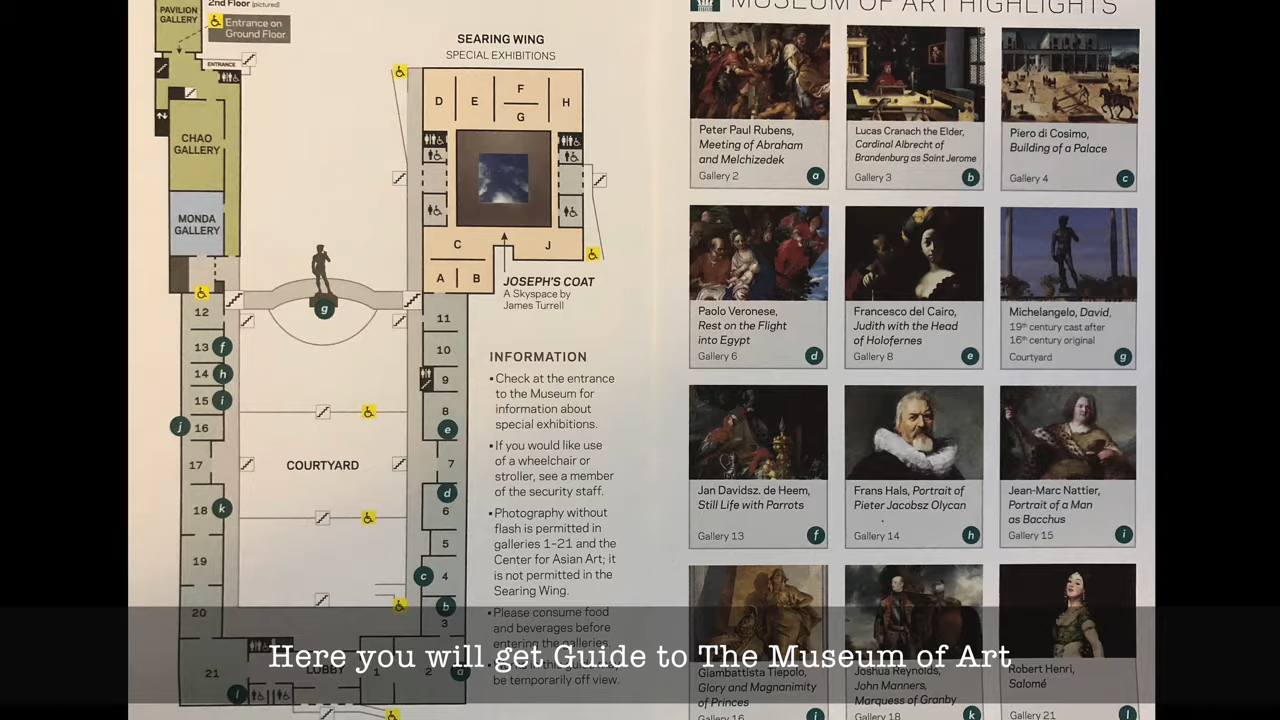 2nd Floor (pictured)
PAVILION
GALLERY
Entrance on
Ground Floor
ENTRANCE
CHAO
GALLERY
MONDA
GALLERY
SEARING WING
SPECIAL EXHIBITIONS
D
E
F
G
H
C
J
A
B
JOSEPH'S COAT
A Skyspace by
James Turrell
g
12
13
f
14
h
15
i
j
16
17
18
k
19
20
21
l
COURTYARD
LOBBY
11
10
9
8
e
7
d
6
5
c
4
b
3
1
2
a
INFORMATION
▪ Check at the entrance
to the Museum for
information about
special exhibitions.
▪ If you would like use
of a wheelchair or
stroller, see a member
of the security staff.
▪ Photography without
flash is permitted in
galleries 1–21 and the
Center for Asian Art; it
is not permitted in the
Searing Wing.
▪ Please consume food
and beverages before
entering the galleries.
be temporarily off view.
MUSEUM OF ART HIGHLIGHTS
Peter Paul Rubens,
Meeting of Abraham
and Melchizedek
Gallery 2
a
Lucas Cranach the Elder,
Cardinal Albrecht of
Brandenburg as Saint Jerome
Gallery 3
b
Piero di Cosimo,
Building of a Palace
Gallery 4
c
Paolo Veronese,
Rest on the Flight
into Egypt
Gallery 6
d
Francesco del Cairo,
Judith with the Head
of Holofernes
Gallery 8
e
Michelangelo, David,
19th century cast after
16th century original
Courtyard
g
Jan Davidsz. de Heem,
Still Life with Parrots
Gallery 13
f
Frans Hals, Portrait of
Pieter Jacobsz Olycan
Gallery 14
h
Jean-Marc Nattier,
Portrait of a Man
as Bacchus
Gallery 15
i
Giambattista Tiepolo,
Glory and Magnanimity
of Princes
Gallery 16
j
Joshua Reynolds,
John Manners,
Marquess of Granby
Gallery 18
k
Robert Henri,
Salomé
Gallery 21
l
Here you will get Guide to The Museum of Art